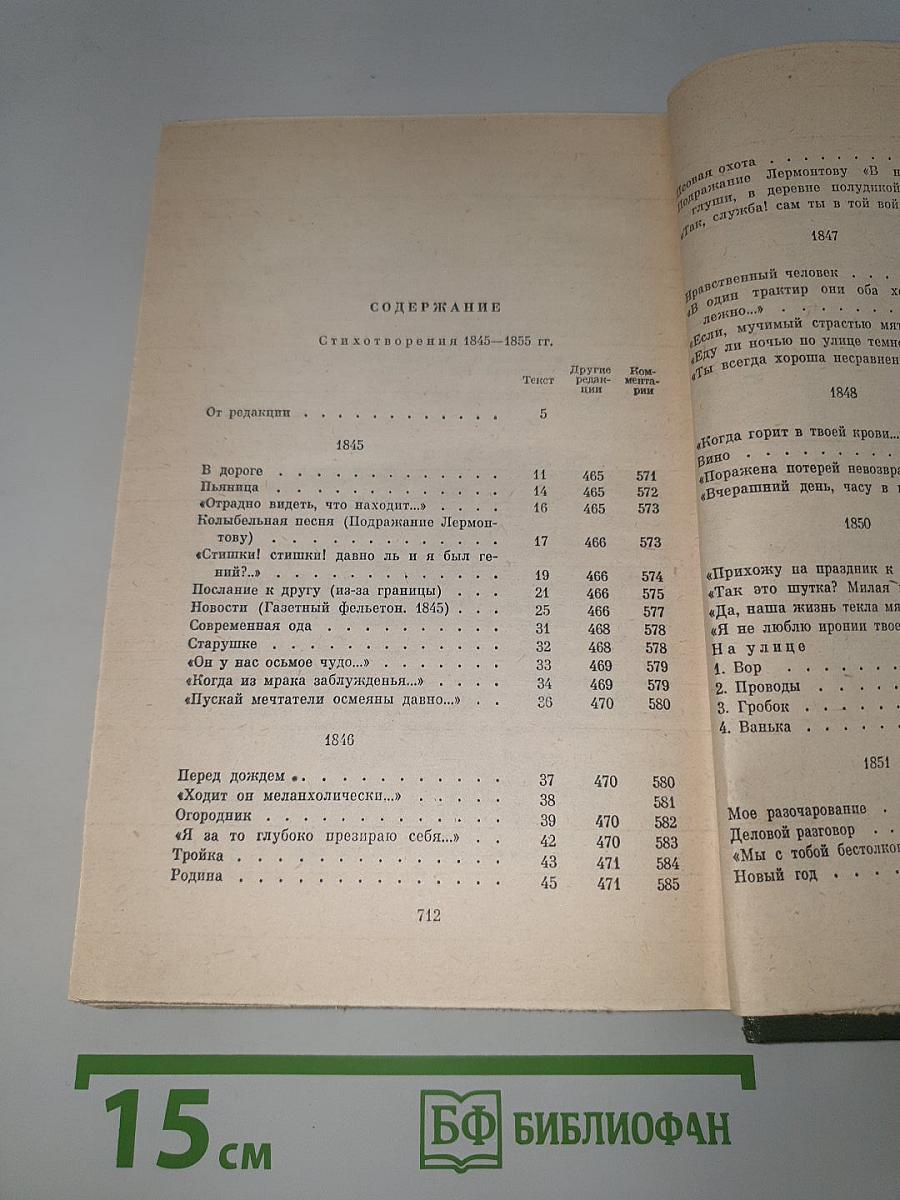 СОДЕРЖАНИЕ
Стихотворения 1845—1855 гг.
Текст Другие редак- ции Ком- мента- рии
От редакции . . . . . . . . . . . . 5
1845
В дороге . . . . . . . . . . . . . 11 465 571
Пьяница . . . . . . . . . . . . . 14 465 572
«Отрадно видеть, что находит...» . . . . 16 465 573
Колыбельная песня (Подражание Лермон-
тову) . . . . . . . . . . . . . 17 466 573
«Стишки! стишки! давно ль и я был ге-
ний?..» . . . . . . . . . . . . . 19 466 574
Послание к другу (из-за границы) . . . 21 466 575
Новости (Газетный фельетон. 1845) . . . 25 466 577
Современная ода . . . . . . . . . . 31 468 578
Старушке . . . . . . . . . . . . . 32 468 578
«Он у нас осьмое чудо...» . . . . . . . 33 469 579
«Когда из мрака заблужденья...» . . . . 34 469 579
«Пускай мечтатели осмеяны давно...» . . 36 470 580
1846
Перед дождем . . . . . . . . . . . 37 470 580
«Ходит он меланхолически...» . . . . . 38 581
Огородник . . . . . . . . . . . . . 39 470 582
«Я за то глубоко презираю себя...» . . 42 470 583
Тройка . . . . . . . . . . . . . . 43 471 584
Родина . . . . . . . . . . . . . . 45 471 585
712
Псовая охота . . . . . . . .
Подражание Лермонтову «В н
глуши, в деревне полудикой
«Так, служба! сам ты в той вой
1847
Нравственный человек . . .
«В один трактир они оба хо
лежно...» . . . . . . . .
«Если, мучимый страстью мят
«Еду ли ночью по улице темно
«Ты всегда хороша несравнен
1848
«Когда горит в твоей крови...
Вино . . . . . . . . . .
«Поражена потерей невозвра
«Вчерашний день, часу в
1850
«Прихожу на праздник к
«Так это шутка? Милая
«Да, наша жизнь текла мя
«Я не люблю иронии твое
На улице
1. Вор . . . . . . .
2. Проводы . . . . .
3. Гробок . . . . . .
4. Ванька . . . . . .
1851
Мое разочарование .
Деловой разговор . .
«Мы с тобой бестолков
Новый год . . . .
15 см
БФ БИБЛИОФАН